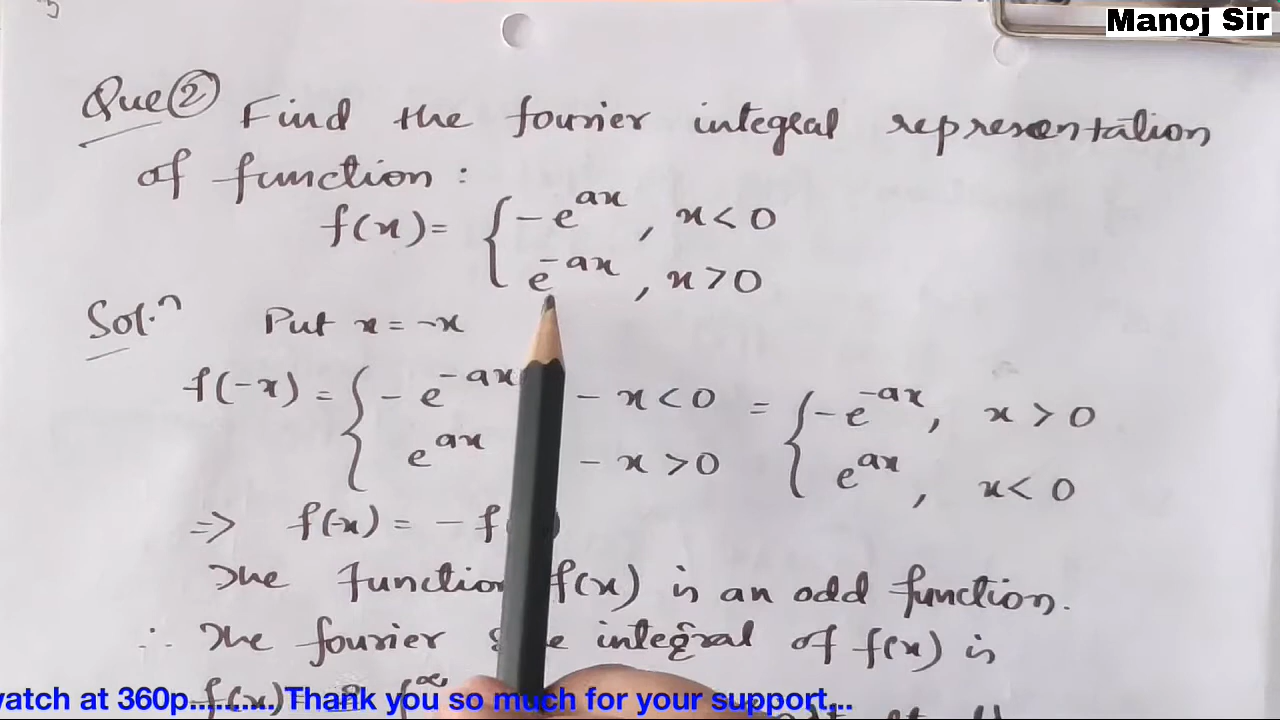 Manoj Sir
Que ② Find the fourier integral representation
of function :
f(x) = { -e^{ax} , x < 0
e^{-ax} , x > 0
Sol.n Put x = -x
f(-x) = { -e^{-ax} - x < 0 = { -e^{-ax} , x > 0
e^{ax} - x > 0 e^{ax} , x < 0
=> f(-x) = - f
The function f(x) is an odd function.
∴ The fourier integral of f(x) is
f(x) =
watch at 360p.......... Thank you so much for your support...